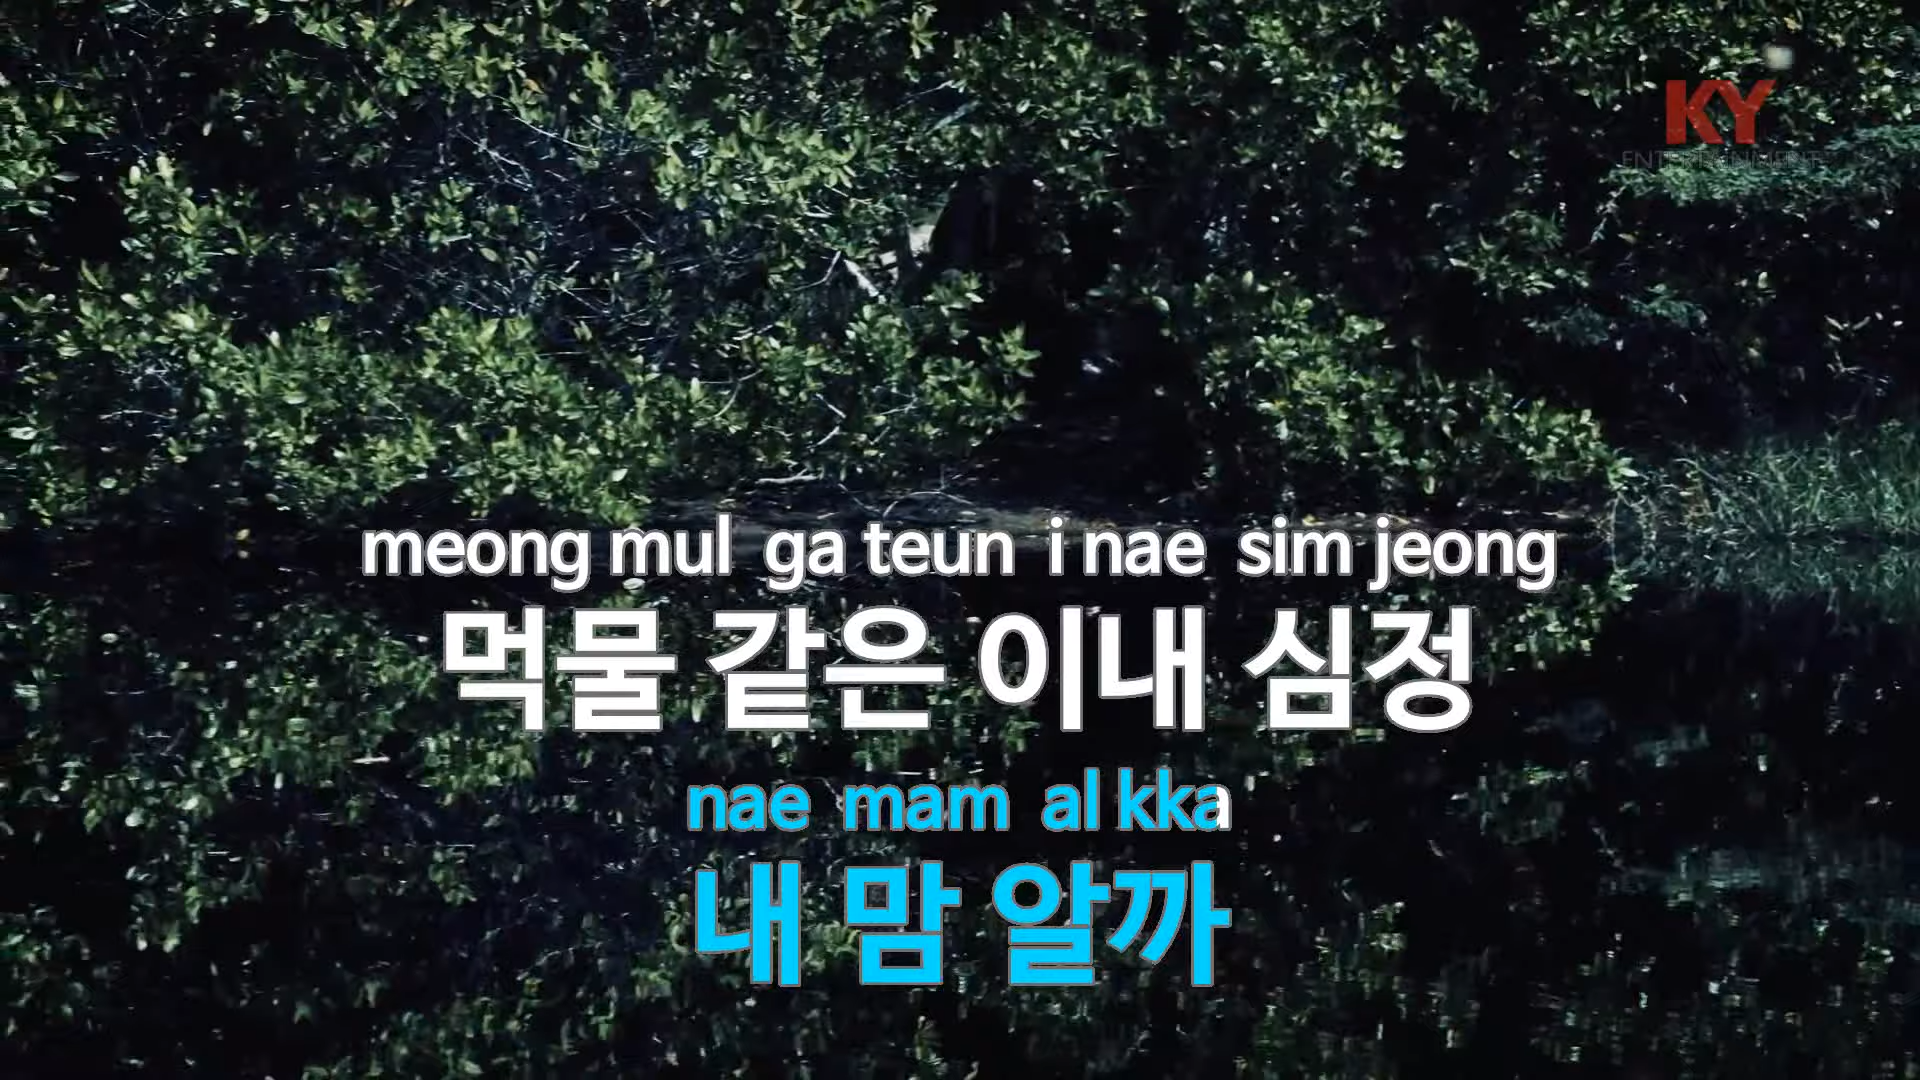 KY
ENTERTAINMENT
meong mul ga teun i nae sim jeong
먹물 같은 이내 심정
nae mam al kka
내 맘 알까